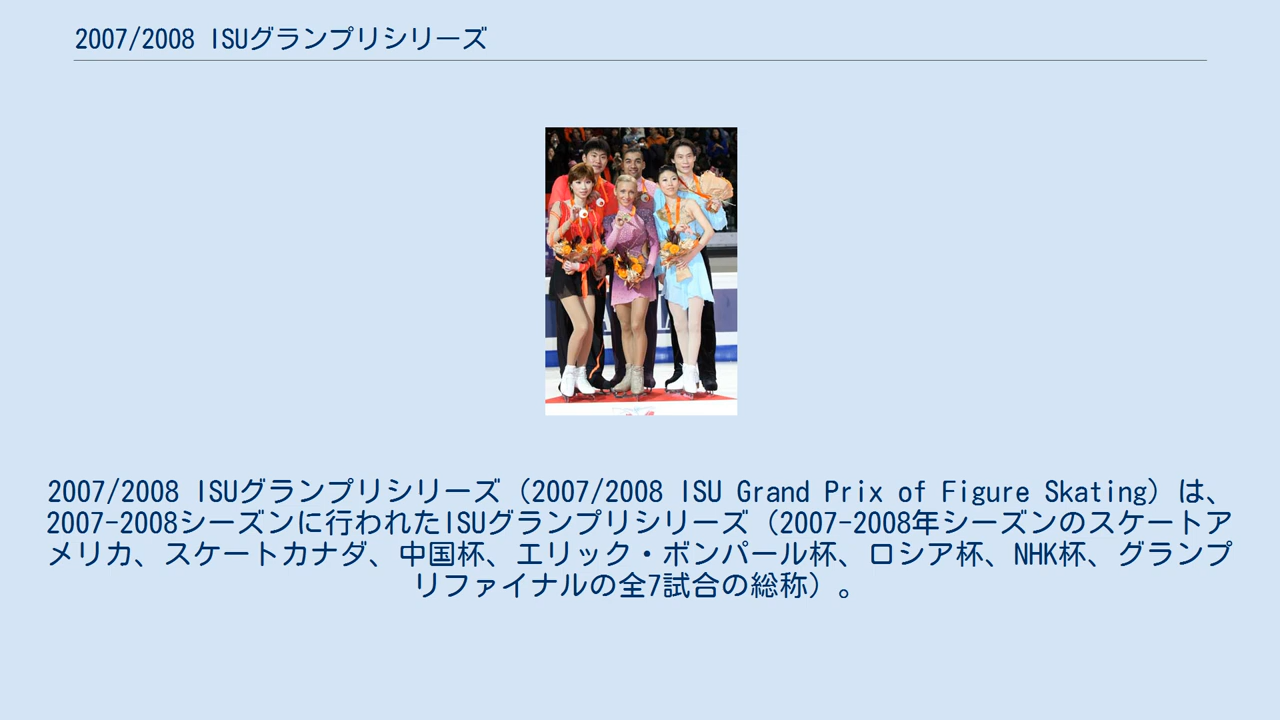 2007/2008 ISUグランプリシリーズ
2007/2008 ISUグランプリシリーズ（2007/2008 ISU Grand Prix of Figure Skating）は、
2007-2008シーズンに行われたISUグランプリシリーズ（2007-2008年シーズンのスケートア
メリカ、スケートカナダ、中国杯、エリック・ボンパール杯、ロシア杯、NHK杯、グランプ
リファイナルの全7試合の総称）。